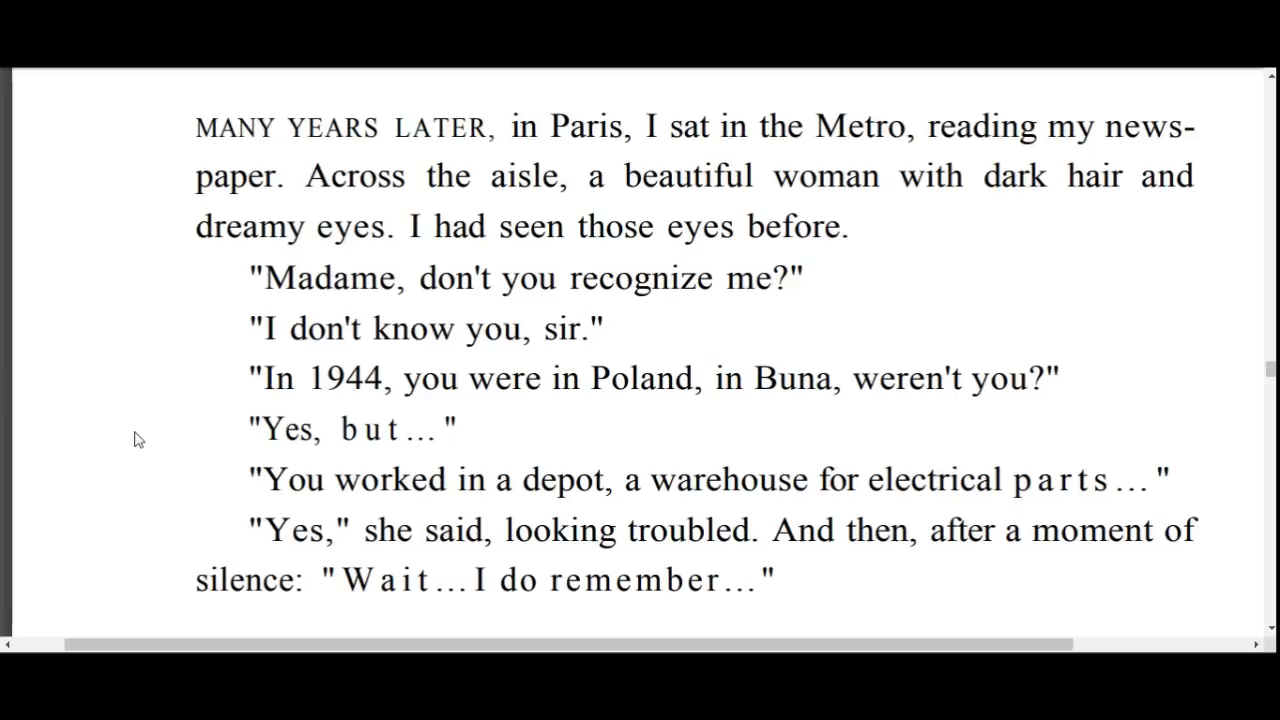 MANY YEARS LATER, in Paris, I sat in the Metro, reading my news-
paper. Across the aisle, a beautiful woman with dark hair and
dreamy eyes. I had seen those eyes before.
"Madame, don't you recognize me?"
"I don't know you, sir."
"In 1944, you were in Poland, in Buna, weren't you?"
"Yes, but..."
"You worked in a depot, a warehouse for electrical parts..."
"Yes," she said, looking troubled. And then, after a moment of
silence: "Wait...I do remember..."